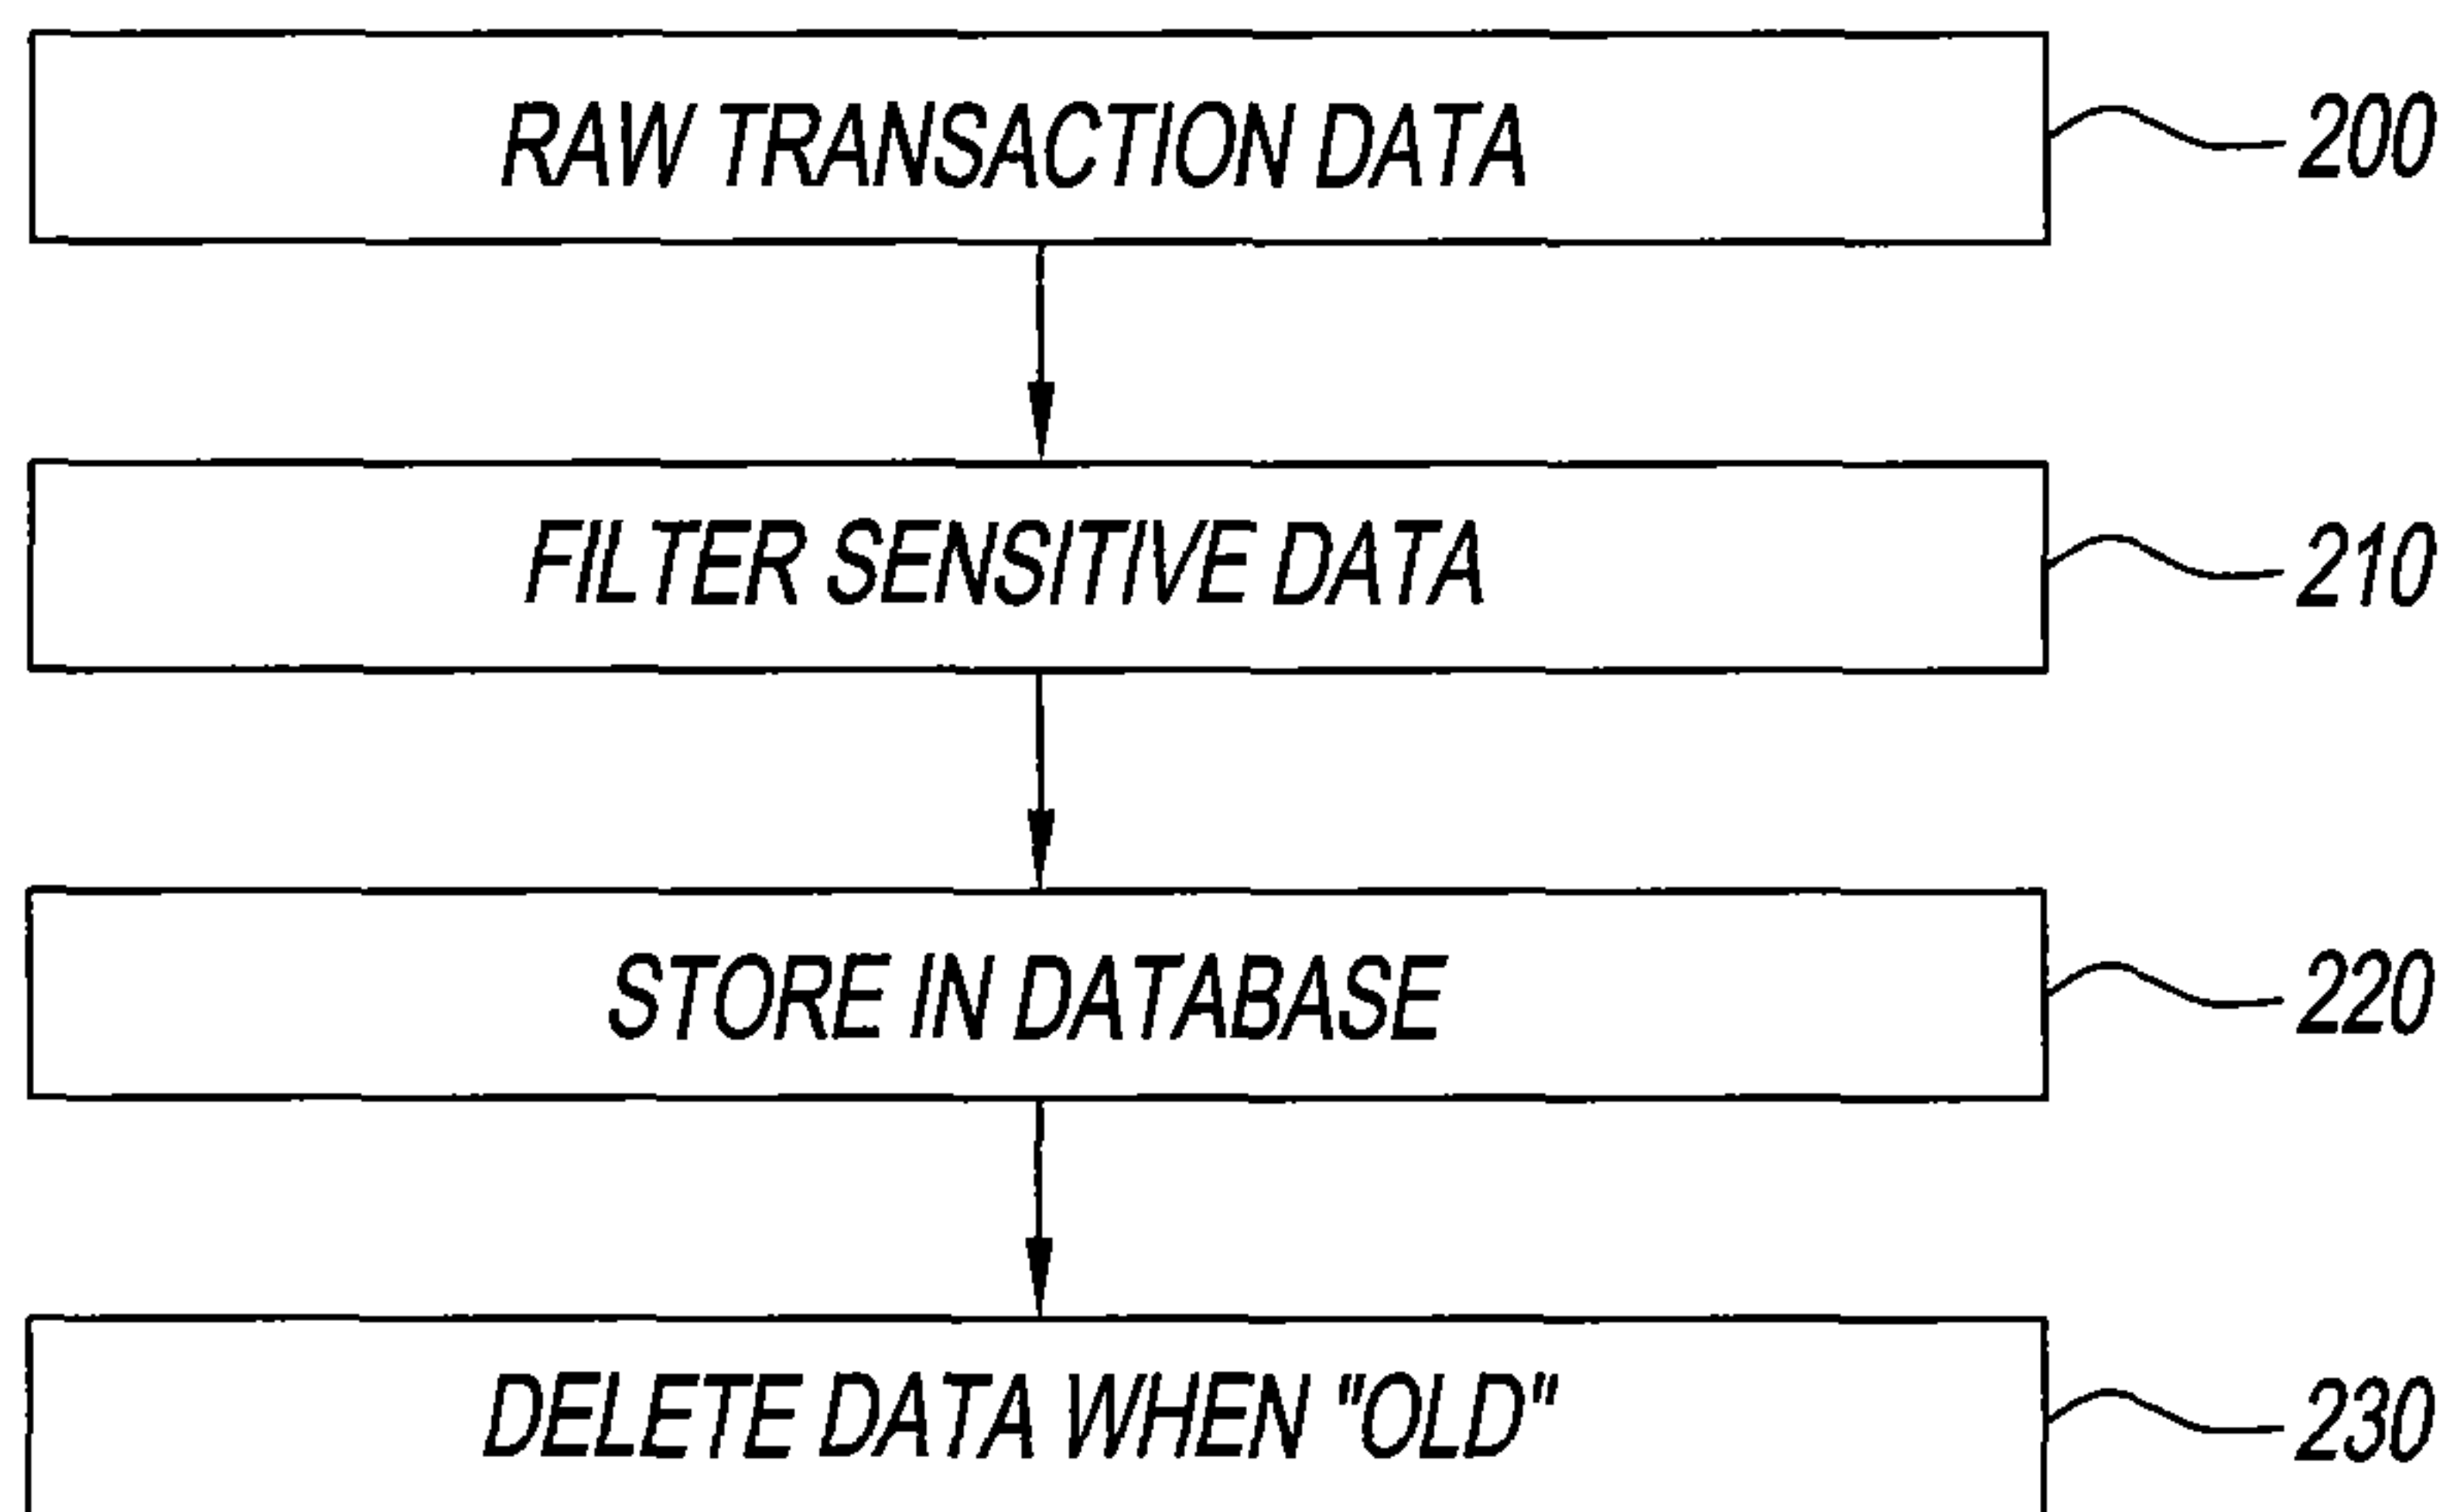 RAW TRANSACTION DATA
200
FILTER SENSITIVE DATA
210
STORE IN DATABASE
220
DELETE DATA WHEN "OLD"
230